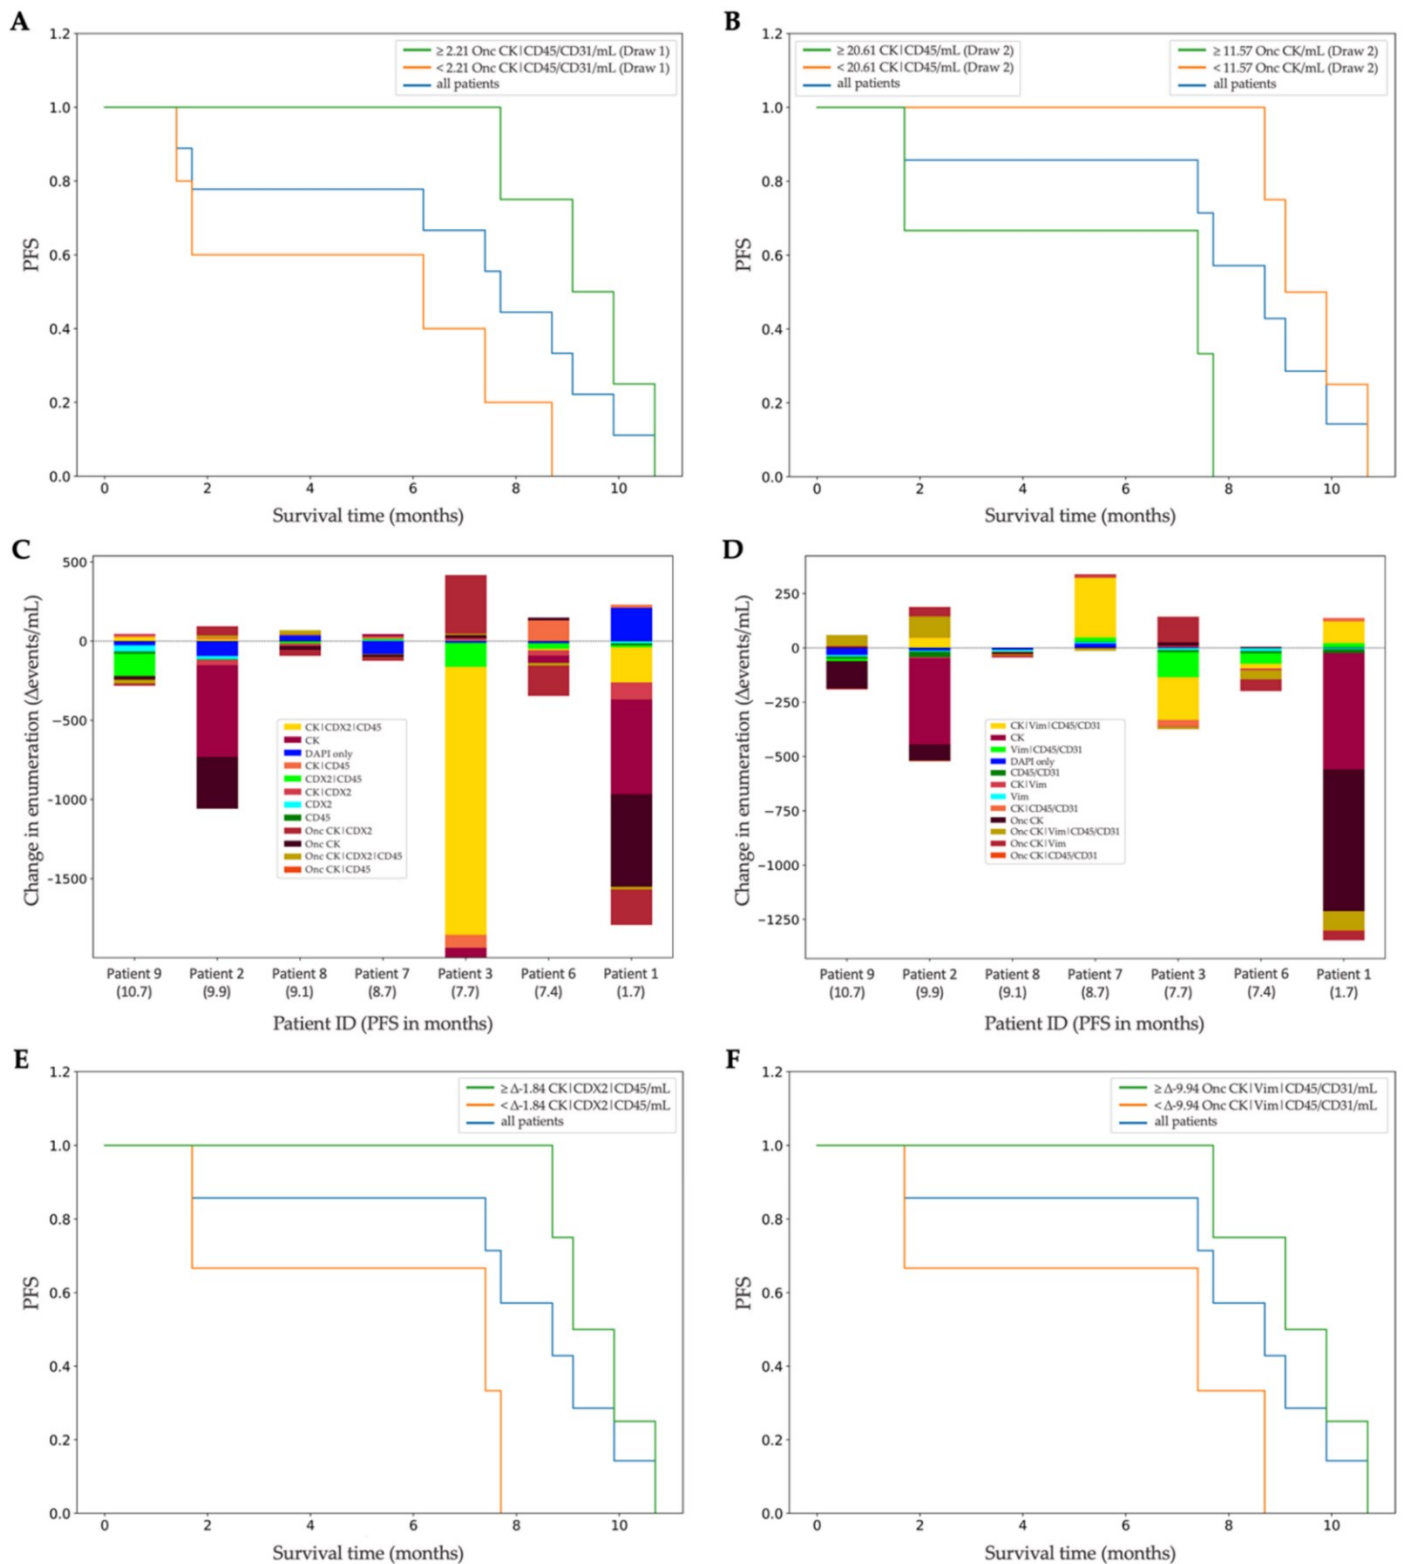 A
1.2
1.0
0.8
0.6
0.4
0.2
0.0
PFS
≥ 2.21 Onc CK|CD45/CD31/mL (Draw 1)
< 2.21 Onc CK|CD45/CD31/mL (Draw 1)
all patients
0 2 4 6 8 10
Survival time (months)
B
1.2
1.0
0.8
0.6
0.4
0.2
0.0
PFS
≥ 20.61 CK|CD45/mL (Draw 2)
< 20.61 CK|CD45/mL (Draw 2)
all patients
≥ 11.57 Onc CK/mL (Draw 2)
< 11.57 Onc CK/mL (Draw 2)
all patients
0 2 4 6 8 10
Survival time (months)
C
500
0
-500
-1000
-1500
Change in enumeration (Δevents/mL)
CK|CDX2|CD45
CK
DAPI only
CK|CD45
CDX2|CD45
CK|CDX2
CDX2
CD45
Onc CK|CDX2
Onc CK
Onc CK|CDX2|CD45
Onc CK|CD45
Patient 9 Patient 2 Patient 8 Patient 7 Patient 3 Patient 6 Patient 1
(10.7) (9.9) (9.1) (8.7) (7.7) (7.4) (1.7)
Patient ID (PFS in months)
D
250
0
−250
−500
−750
−1000
−1250
Change in enumeration (Δevents/mL)
CK|Vim|CD45/CD31
CK
Vim|CD45/CD31
DAPI only
CD45/CD31
CK|Vim
Vim
CK|CD45/CD31
Onc CK
Onc CK|Vim|CD45/CD31
Onc CK|Vim
Onc CK|CD45/CD31
Patient 9 Patient 2 Patient 8 Patient 7 Patient 3 Patient 6 Patient 1
(10.7) (9.9) (9.1) (8.7) (7.7) (7.4) (1.7)
Patient ID (PFS in months)
E
1.2
1.0
0.8
0.6
0.4
0.2
0.0
PFS
≥ Δ-1.84 CK|CDX2|CD45/mL
< Δ-1.84 CK|CDX2|CD45/mL
all patients
0 2 4 6 8 10
Survival time (months)
F
1.2
1.0
0.8
0.6
0.4
0.2
0.0
PFS
≥ Δ-9.94 Onc CK|Vim|CD45/CD31/mL
< Δ-9.94 Onc CK|Vim|CD45/CD31/mL
all patients
0 2 4 6 8 10
Survival time (months)